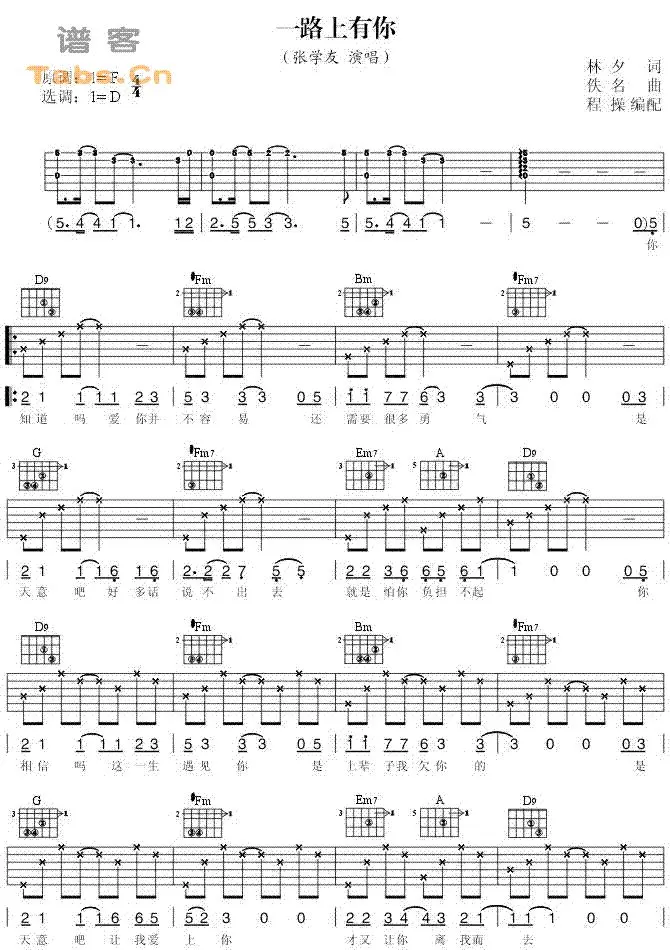 谱客
Tabs.Cn
一路上有你
（张学友 演唱）
原调：1=F 4/4
选调：1=D
林夕 词
佚名 曲
程操 编配
(5. 4 4 1 1. 12 | 2. 5 5 3 3. 5 | 5. 4 4 1 1 — — | 5 — — 0)5
你
D9 #Fm Bm #Fm7
2 1 1 1 1 2 3 | 5 3 3 3 0 5 | 1 1 7 7 6 3 3 | 3 0 0 0 5
知道 吗 爱 你并 不容 易 还 需要 很多 勇 气 是
G #Fm7 Em7 A D9
2 1 1 1 6 1 6 | 2. 2 2 7 5 5 | 2 2 2 2 6 5 6 1 | 1 0 0 0 5
天意 吧 好 多话 说不 出 去 就是 怕你 负担 不起 你
D9 #Fm Bm #Fm7
2 1 1 1 1 2 3 | 5 3 3 3 0 5 | 1 1 7 7 6 5 3 3 | 3 0 0 0 5
相信 吗 这 一生 遇见 你 是 上辈 子我 欠你 的 是
G #Fm Em7 A D9
2 1 1 1 6 6 5 | 5 2 3 0 0 | 2 2 3 4 4 3 2 1 | 1 0 0 0
天意 吧 让 我爱 上 你 才又 让你 离 我而 去